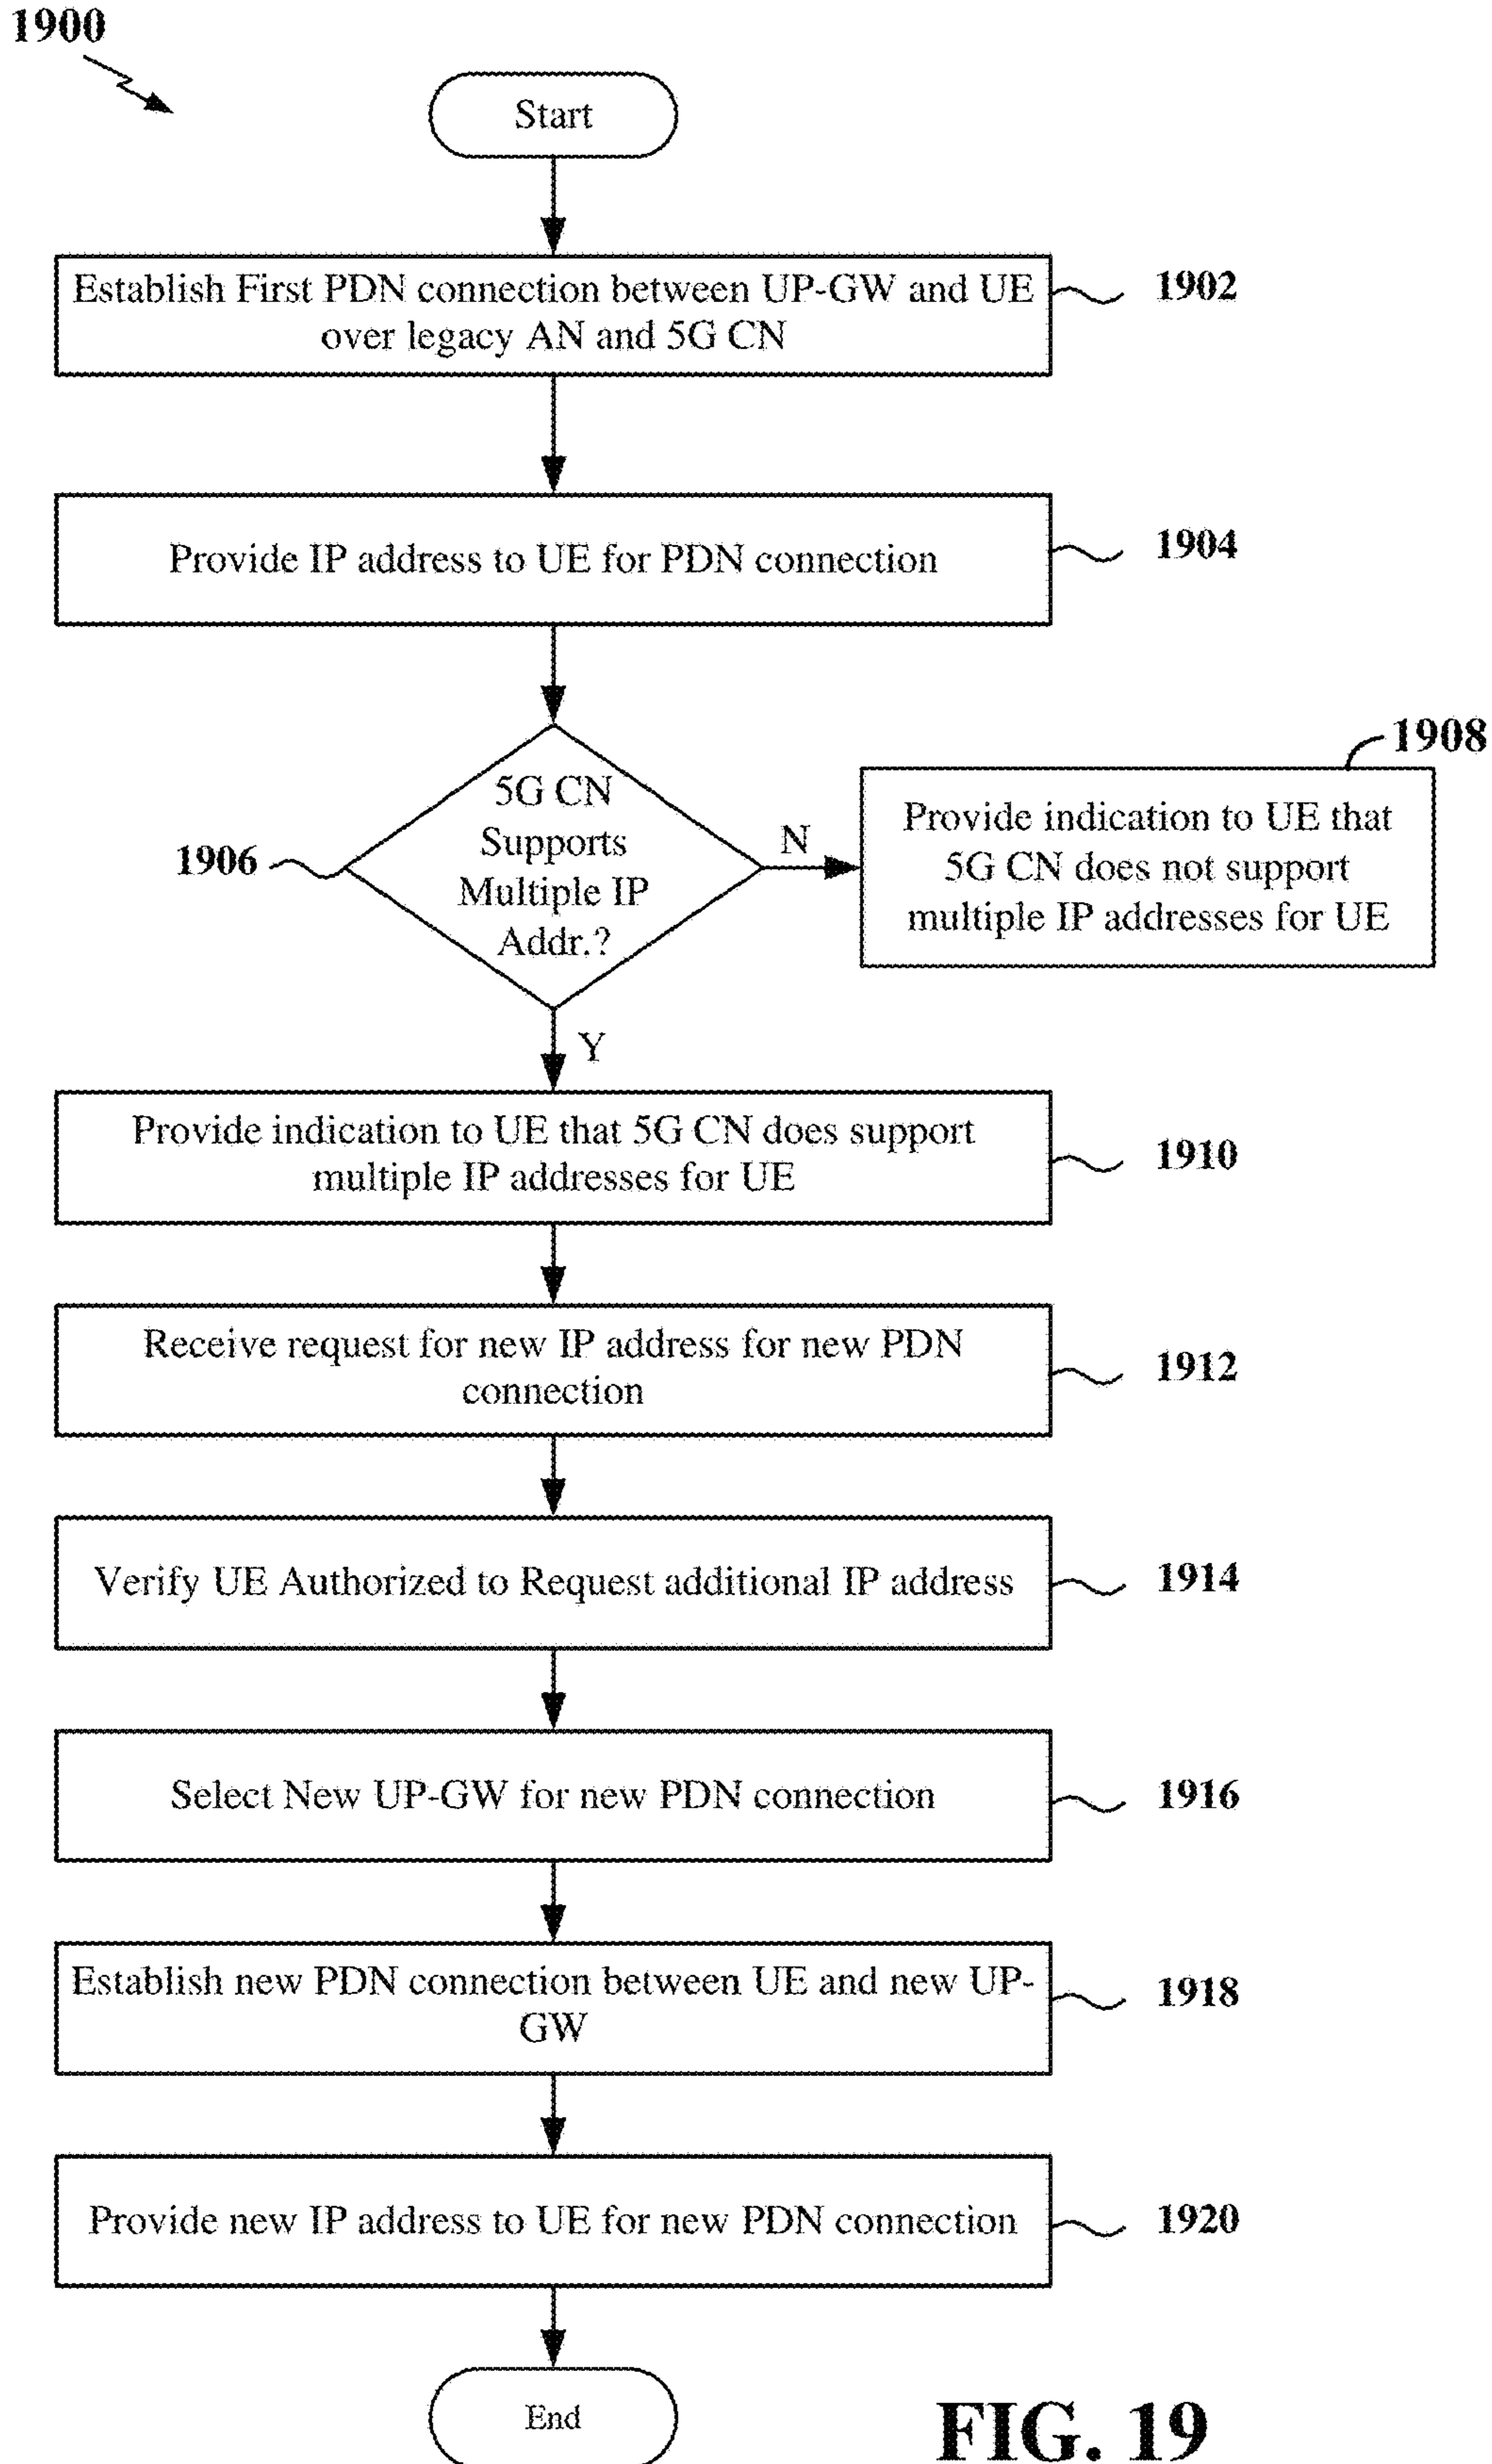 1900
Start
Establish First PDN connection between UP-GW and UE
over legacy AN and 5G CN
1902
Provide IP address to UE for PDN connection
1904
5G CN
Supports
Multiple IP
Addr.?
1906
N
1908
Provide indication to UE that
5G CN does not support
multiple IP addresses for UE
Y
Provide indication to UE that 5G CN does support
multiple IP addresses for UE
1910
Receive request for new IP address for new PDN
connection
1912
Verify UE Authorized to Request additional IP address
1914
Select New UP-GW for new PDN connection
1916
Establish new PDN connection between UE and new UP-
GW
1918
Provide new IP address to UE for new PDN connection
1920
End
FIG. 19